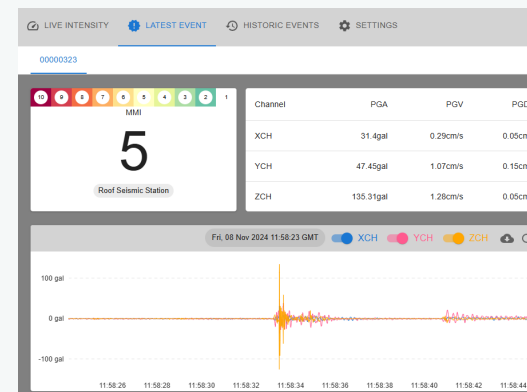 LIVE INTENSITY LATEST EVENT HISTORIC EVENTS SETTINGS
00000323
10 9 8 7 6 5 4 3 2 1
MMI
5
Roof Seismic Station
Channel PGA PGV PGD
XCH 31.4gal 0.29cm/s 0.05cm
YCH 47.45gal 1.07cm/s 0.15cm
ZCH 135.31gal 1.28cm/s 0.05cm
Fri, 08 Nov 2024 11:58:23 GMT XCH YCH ZCH
100 gal
0 gal
-100 gal
11:58:26 11:58:28 11:58:30 11:58:32 11:58:34 11:58:36 11:58:38 11:58:40 11:58:42 11:58:44